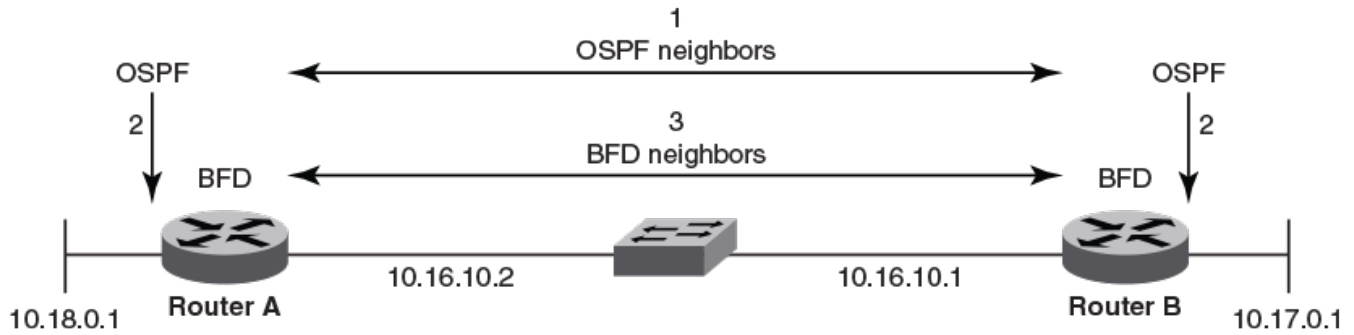 1
OSPF neighbors
OSPF
OSPF
2
2
3
BFD neighbors
BFD
BFD
10.16.10.2
10.16.10.1
Router A
Router B
10.18.0.1
10.17.0.1